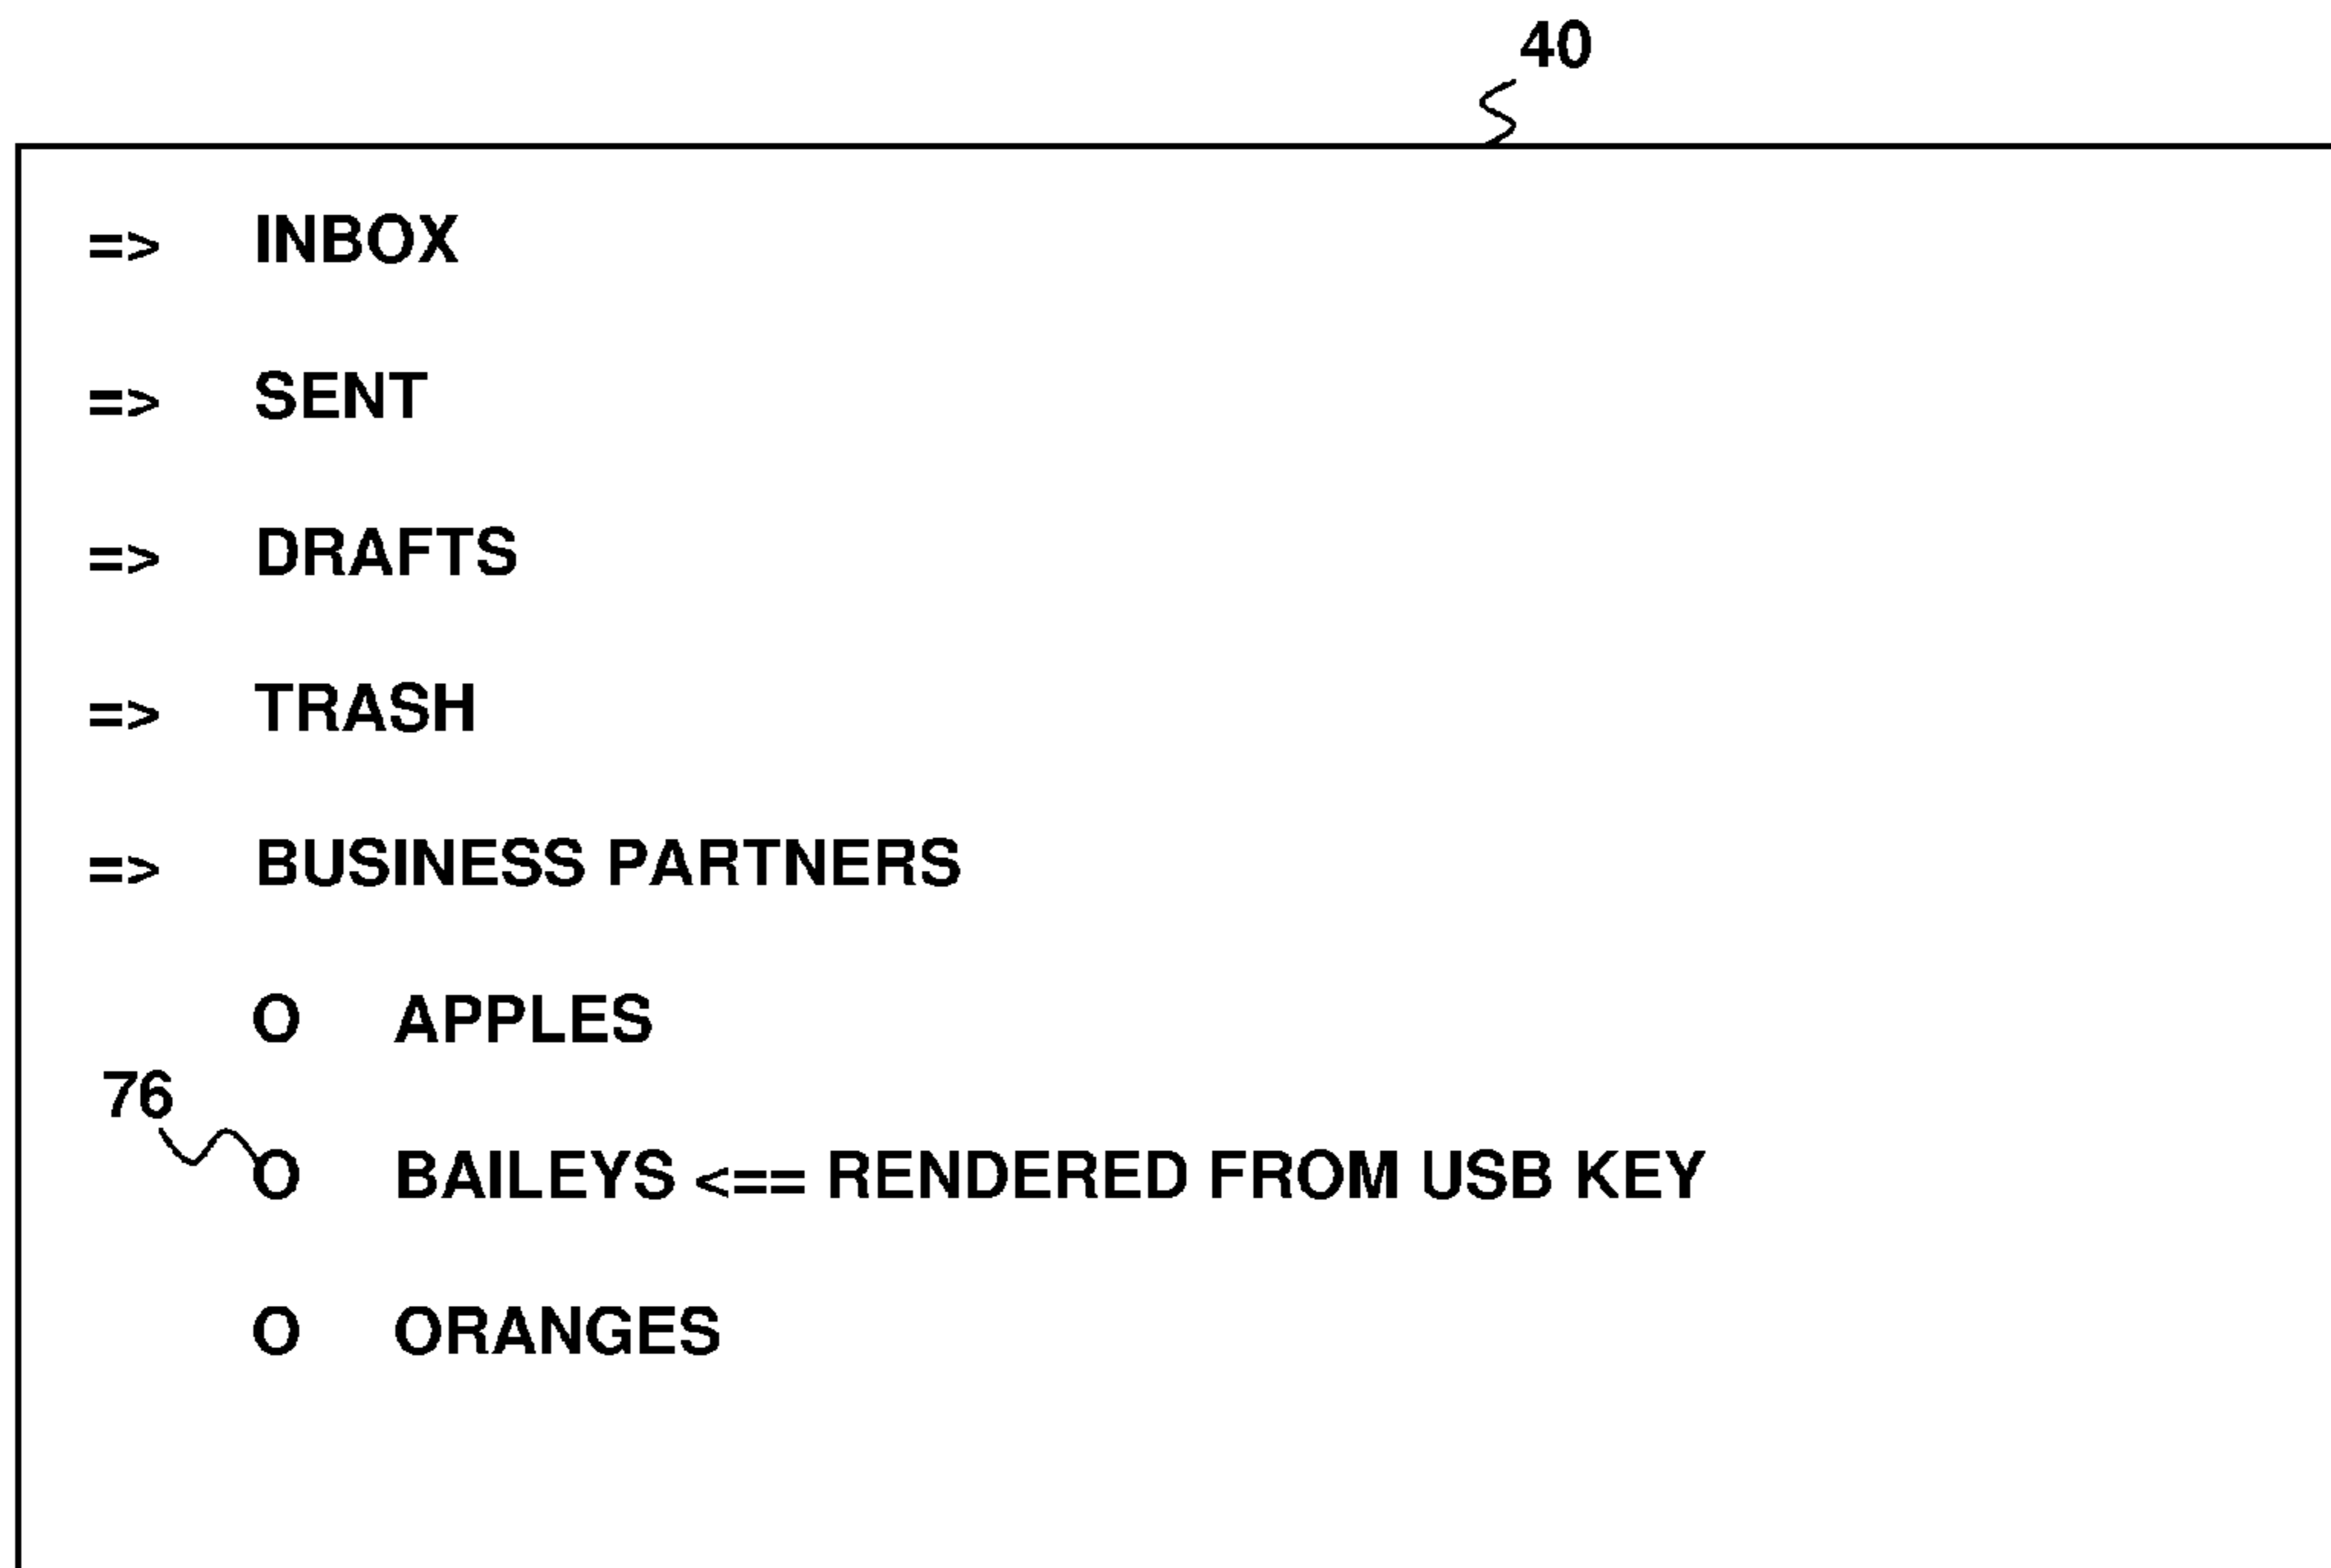 40
=> INBOX
=> SENT
=> DRAFTS
=> TRASH
=> BUSINESS PARTNERS
O APPLES
76
O BAILEYS <== RENDERED FROM USB KEY
O ORANGES